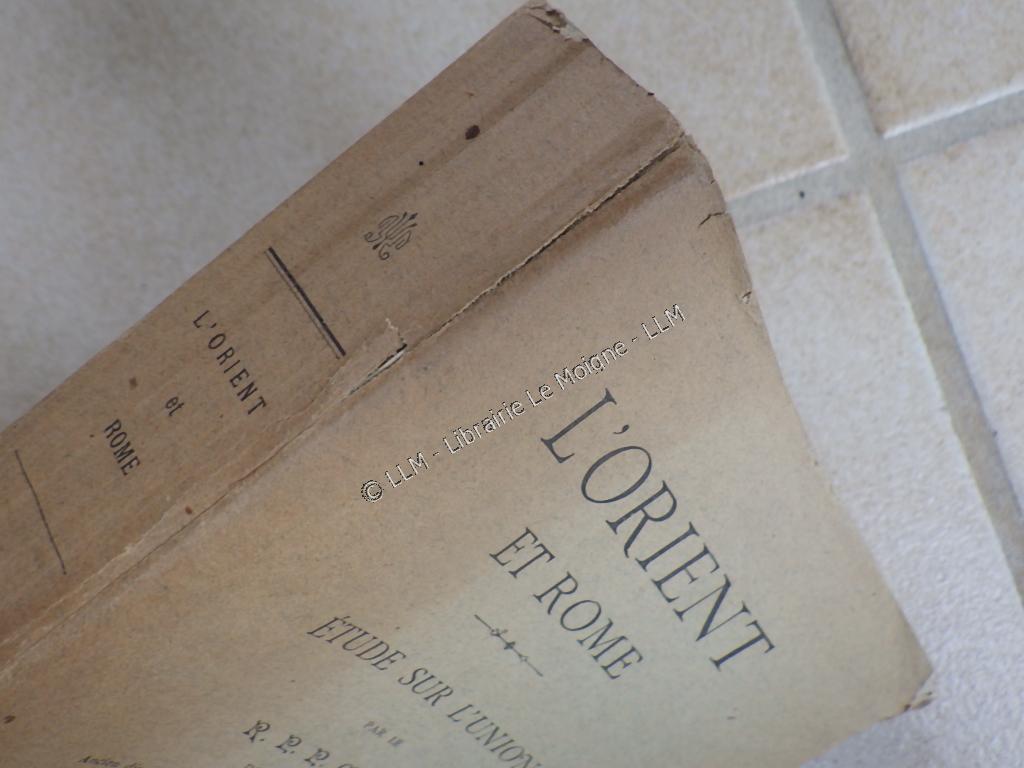 L'ORIENT
et
ROME
L'ORIENT
ET ROME
ÉTUDE SUR L'UNION
PAR LE
R. P. P.
© LLM - Librairie Le Moigne - LLM